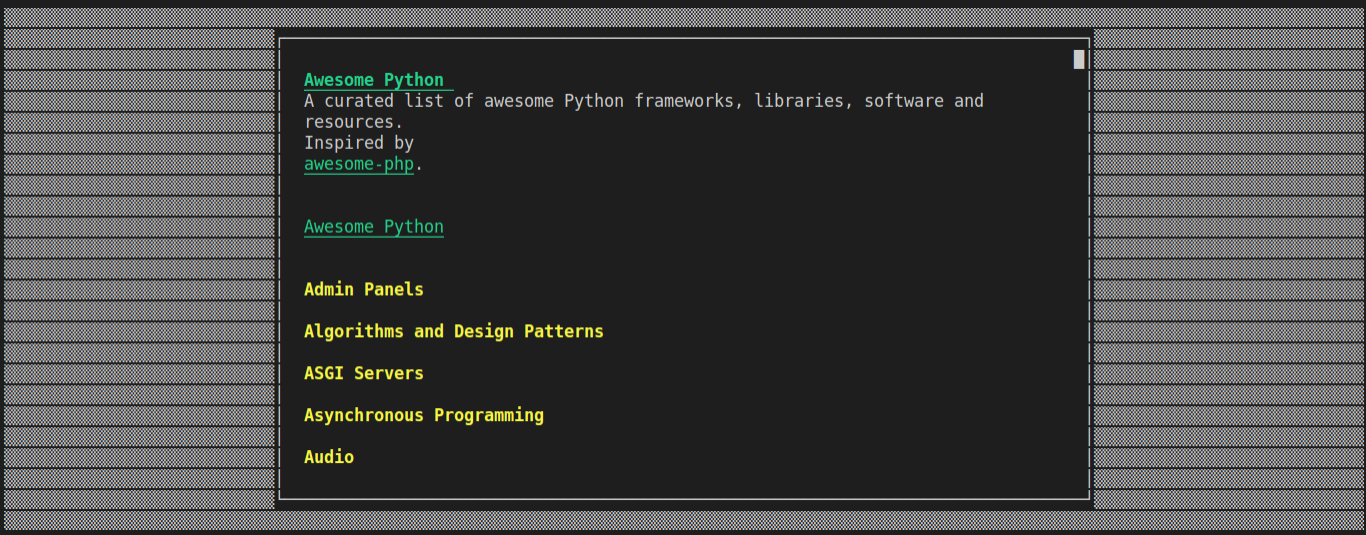 Awesome Python
A curated list of awesome Python frameworks, libraries, software and
resources.
Inspired by
awesome-php.
Awesome Python
Admin Panels
Algorithms and Design Patterns
ASGI Servers
Asynchronous Programming
Audio